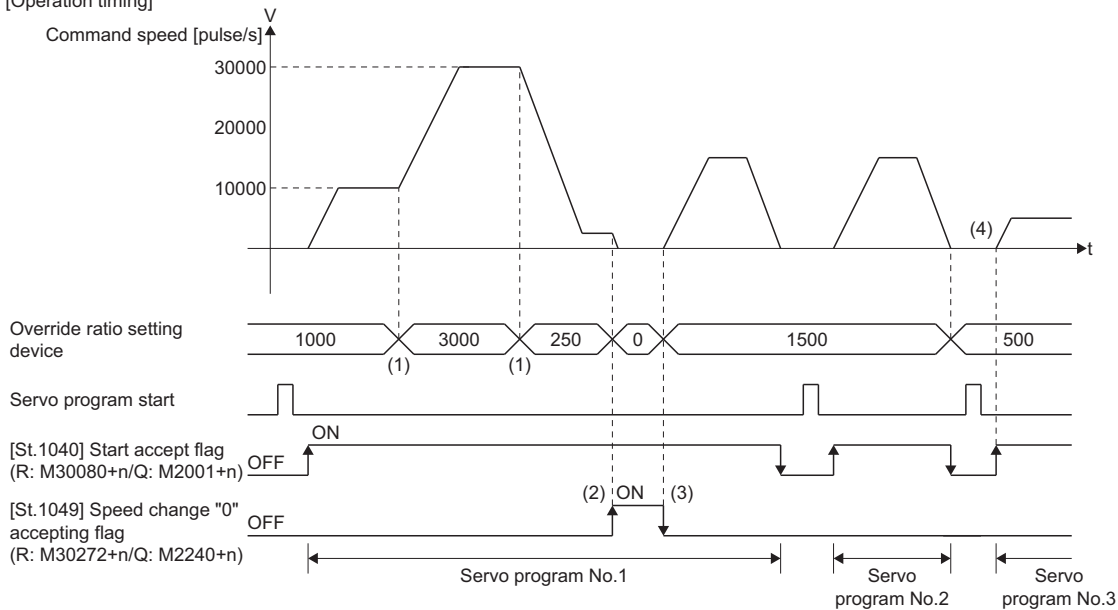 [Operation timing]
V
Command speed [pulse/s]
30000
20000
10000
(4)
t
Override ratio setting
device
1000
3000
250
0
1500
500
(1)
(1)
Servo program start
[St.1040] Start accept flag
(R: M30080+n/Q: M2001+n)
OFF
ON
[St.1049] Speed change "0"
accepting flag
(R: M30272+n/Q: M2240+n)
OFF
(2)
ON
(3)
Servo program No.1
Servo
program No.2
Servo
program No.3